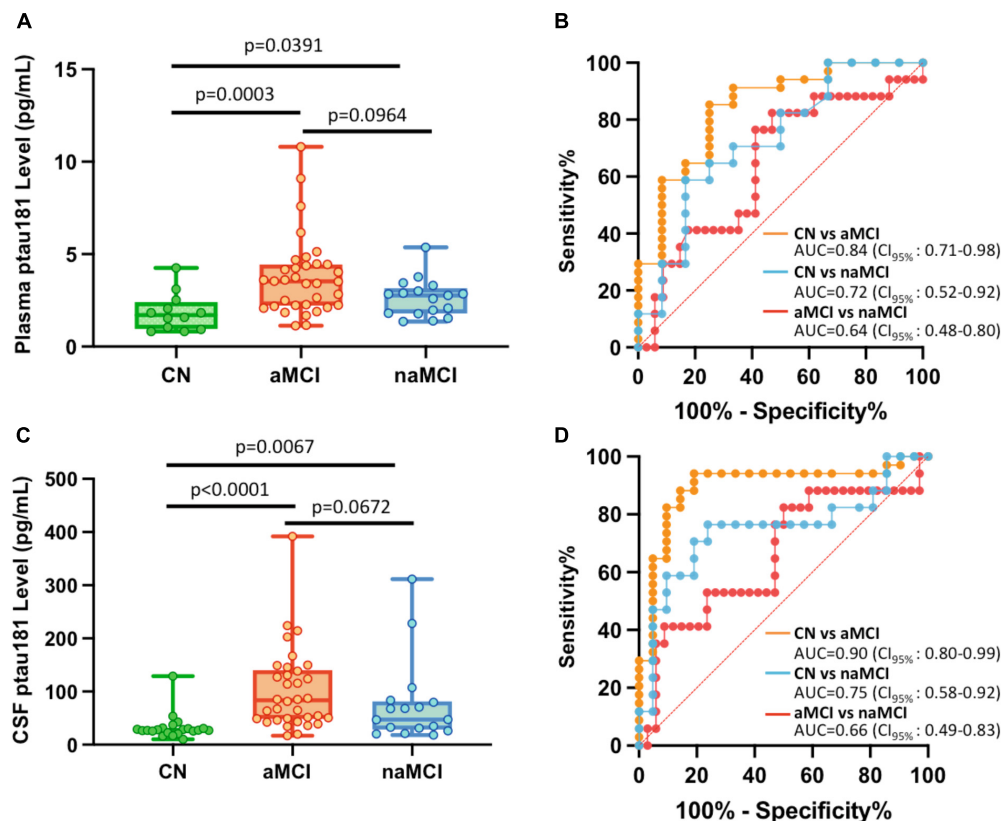 A
p=0.0391
p=0.0003
p=0.0964
15
10
5
0
Plasma ptau181 Level (pg/mL)
CN
aMCI
naMCI
B
100
80
60
40
20
0
Sensitivity%
CN vs aMCI
AUC=0.84 (CI95% : 0.71-0.98)
CN vs naMCI
AUC=0.72 (CI95% : 0.52-0.92)
aMCI vs naMCI
AUC=0.64 (CI95% : 0.48-0.80)
0 20 40 60 80 100
100% - Specificity%
C
p=0.0067
p<0.0001
p=0.0672
500
400
300
200
100
0
CSF ptau181 Level (pg/mL)
CN
aMCI
naMCI
D
100
80
60
40
20
0
Sensitivity%
CN vs aMCI
AUC=0.90 (CI95% : 0.80-0.99)
CN vs naMCI
AUC=0.75 (CI95% : 0.58-0.92)
aMCI vs naMCI
AUC=0.66 (CI95% : 0.49-0.83)
0 20 40 60 80 100
100% - Specificity%